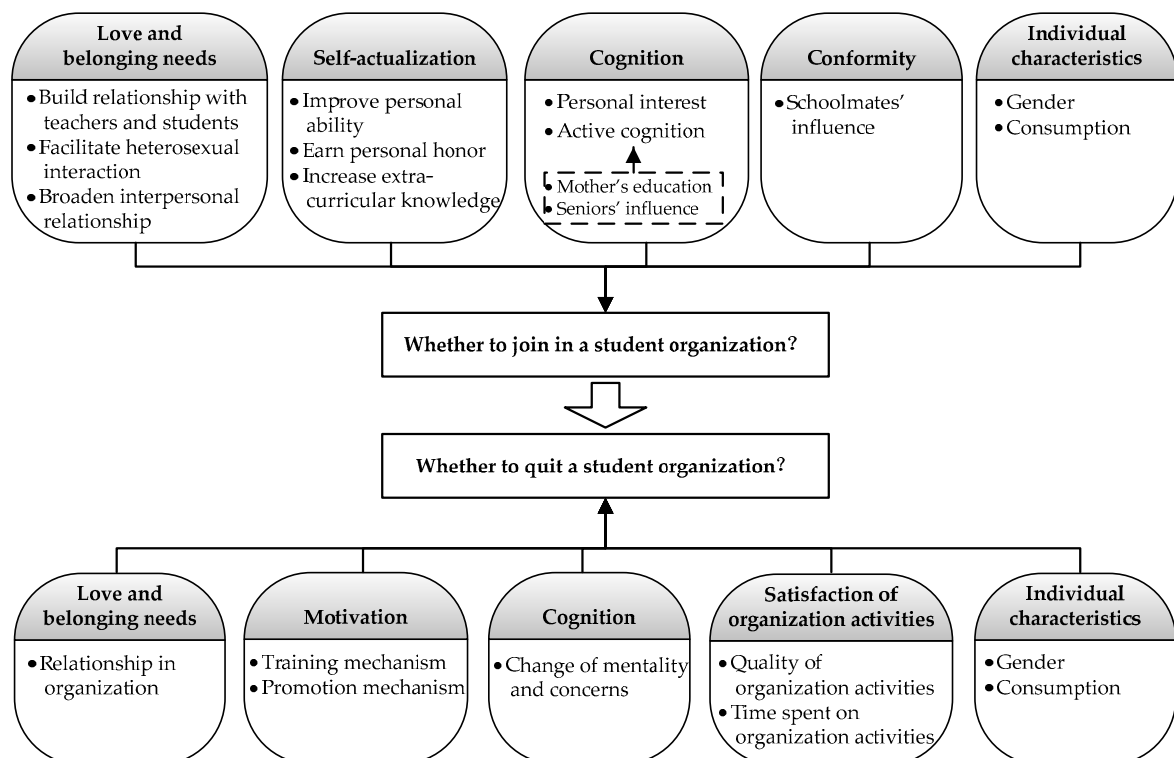 Love and
belonging needs
• Build relationship with
teachers and students
• Facilitate heterosexual
interaction
• Broaden interpersonal
relationship
Self-actualization
• Improve personal
ability
• Earn personal honor
• Increase extra-
curricular knowledge
Cognition
• Personal interest
• Active cognition
• Mother's education
• Seniors' influence
Conformity
• Schoolmates'
influence
Individual
characteristics
• Gender
• Consumption
Whether to join in a student organization?
Whether to quit a student organization?
Love and
belonging needs
• Relationship in
organization
Motivation
• Training mechanism
• Promotion mechanism
Cognition
• Change of mentality
and concerns
Satisfaction of
organization activities
• Quality of
organization activities
• Time spent on
organization activities
Individual
characteristics
• Gender
• Consumption